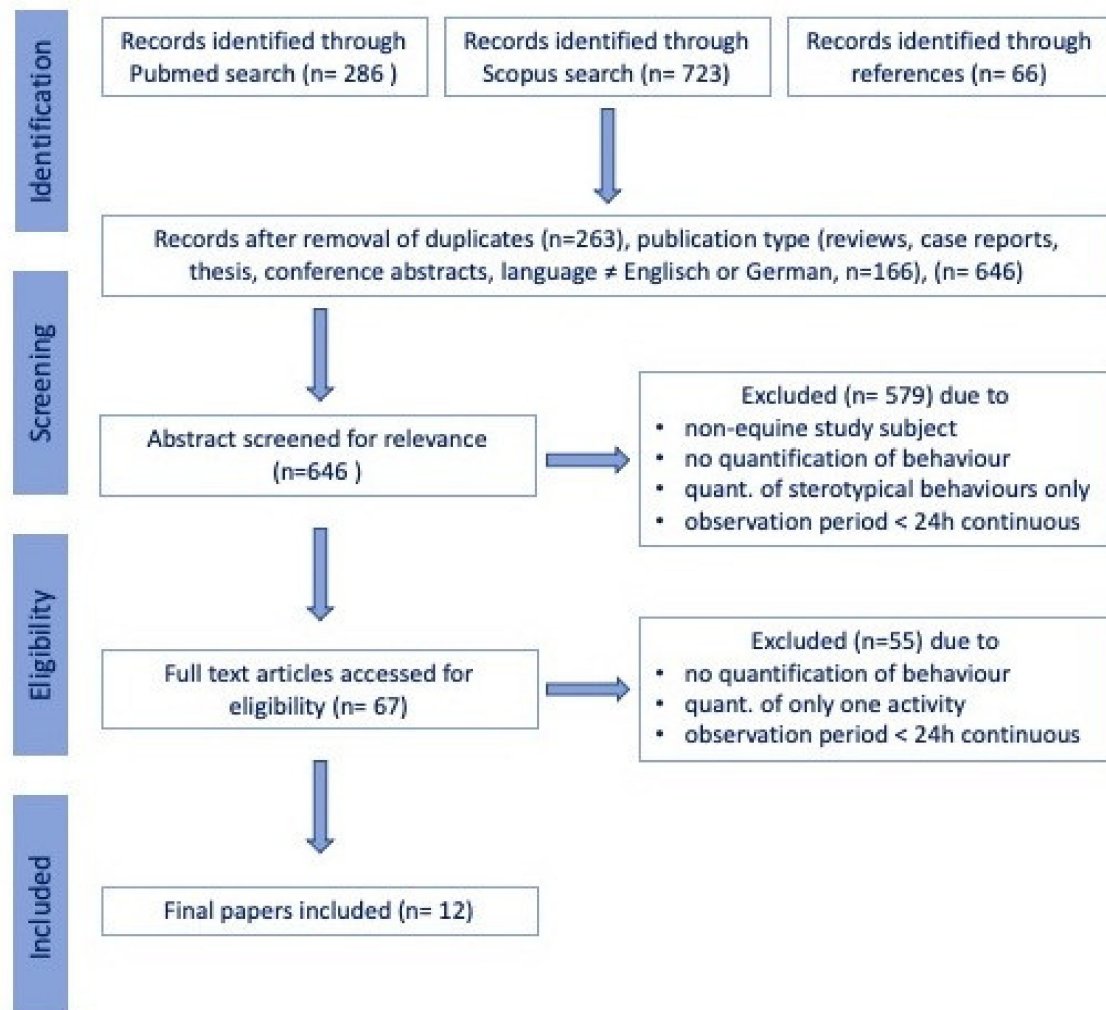 Identification
Records identified through
Pubmed search (n= 286 )
Records identified through
Scopus search (n= 723)
Records identified through
references (n= 66)
Records after removal of duplicates (n=263), publication type (reviews, case reports,
thesis, conference abstracts, language ≠ Englisch or German, n=166), (n= 646)
Screening
Abstract screened for relevance
(n=646 )
Excluded (n= 579) due to
• non-equine study subject
• no quantification of behaviour
• quant. of sterotypical behaviours only
• observation period < 24h continuous
Eligibility
Full text articles accessed for
eligibility (n= 67)
Excluded (n=55) due to
• no quantification of behaviour
• quant. of only one activity
• observation period < 24h continuous
Included
Final papers included (n= 12)